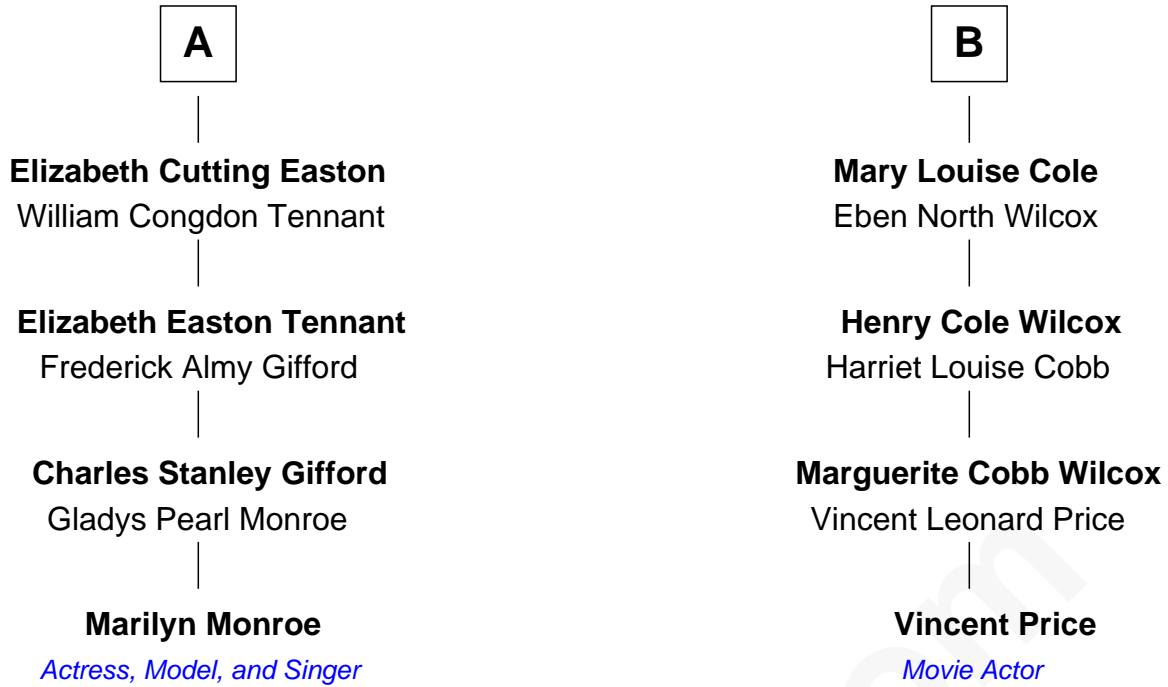 A
B
Elizabeth Cutting Easton
William Congdon Tennant
Mary Louise Cole
Eben North Wilcox
Elizabeth Easton Tennant
Frederick Almy Gifford
Henry Cole Wilcox
Harriet Louise Cobb
Charles Stanley Gifford
Gladys Pearl Monroe
Marguerite Cobb Wilcox
Vincent Leonard Price
Marilyn Monroe
Actress, Model, and Singer
Vincent Price
Movie Actor